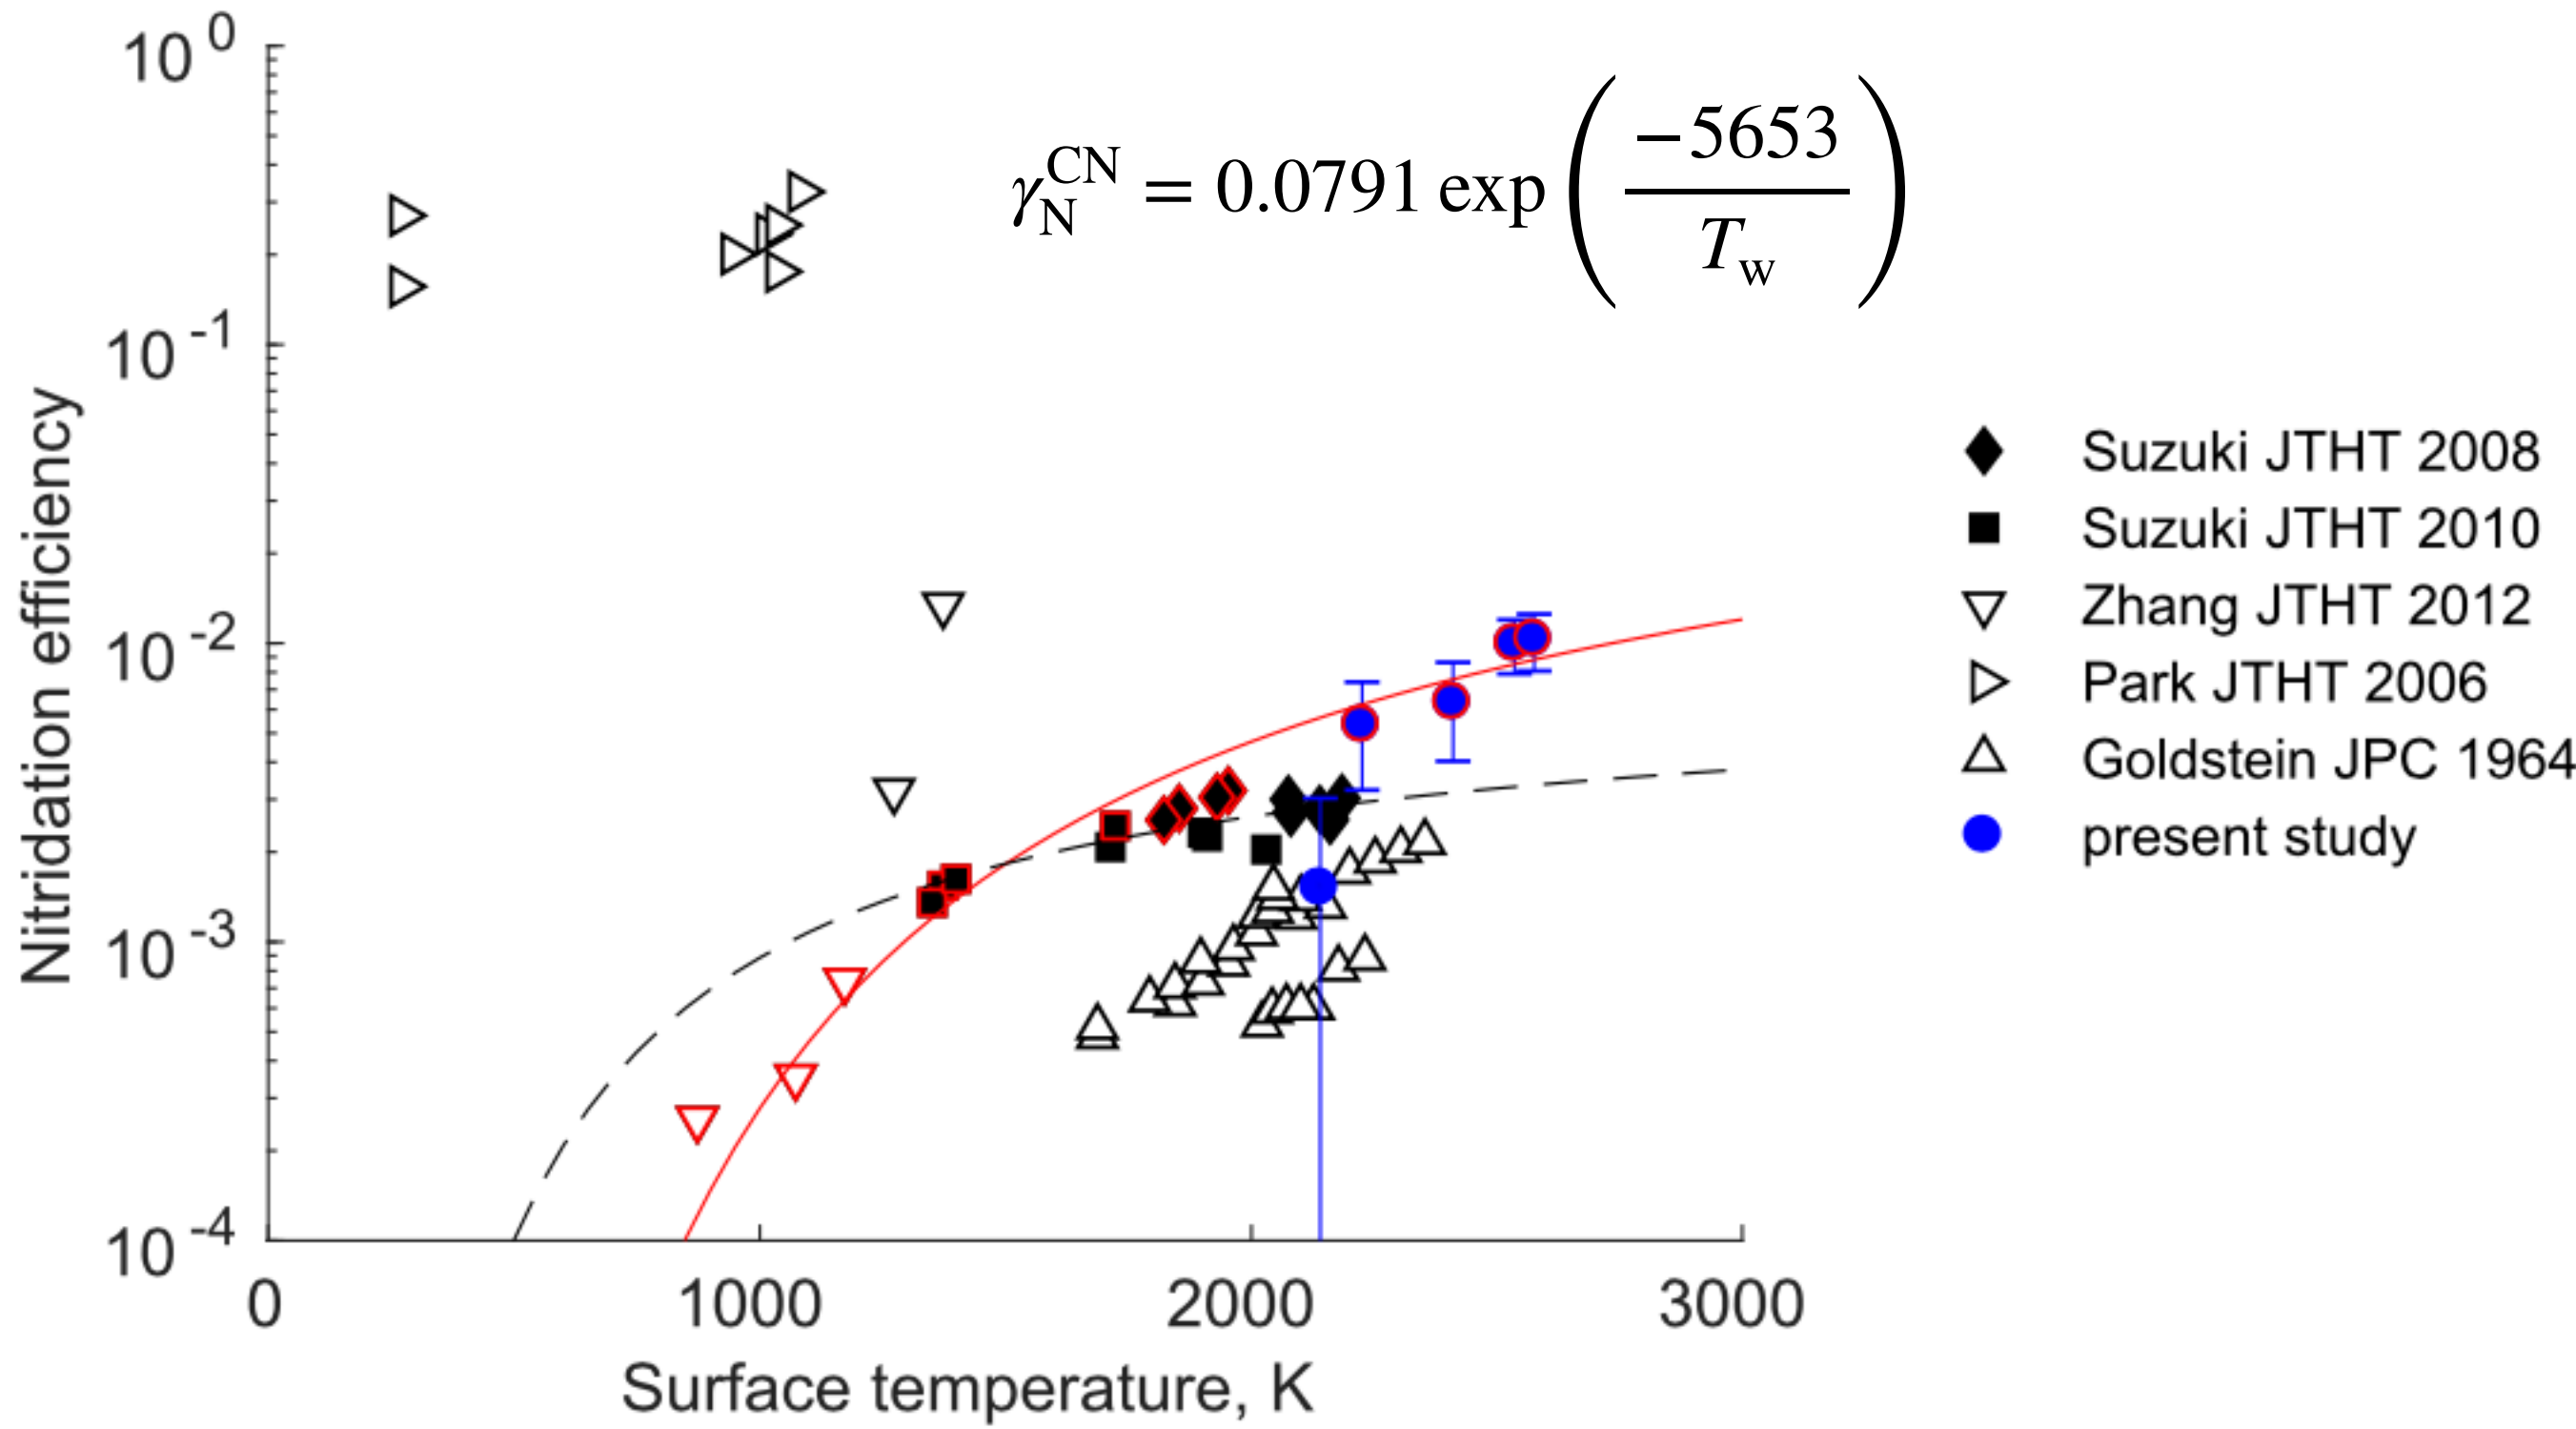 10^0
10^-1
10^-2
10^-3
10^-4
Nitridation efficiency
γ_N^CN = 0.0791 exp(−5653/T_w)
Suzuki JTHT 2008
Suzuki JTHT 2010
Zhang JTHT 2012
Park JTHT 2006
Goldstein JPC 1964
present study
0 1000 2000 3000
Surface temperature, K